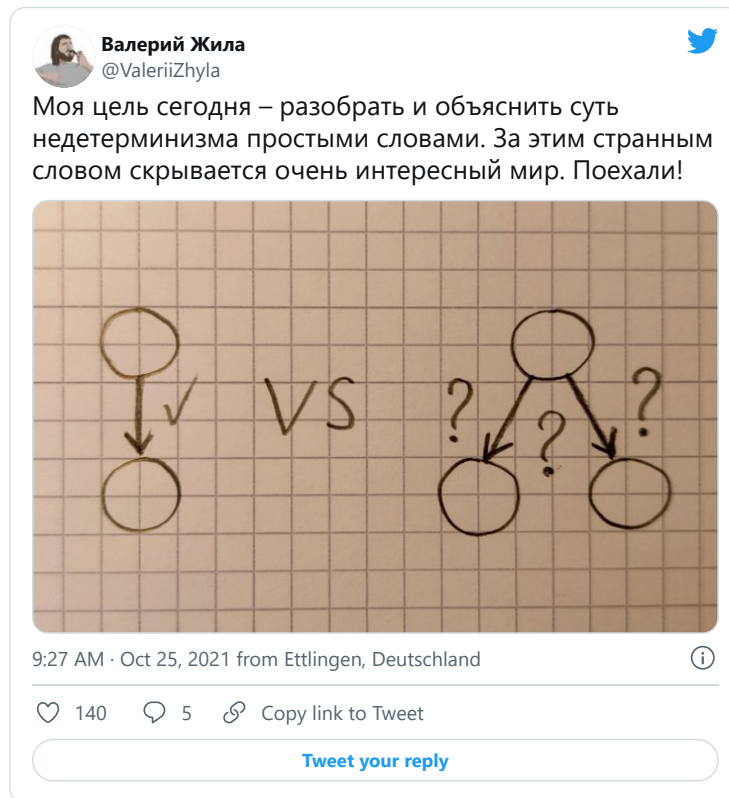 Валерий Жила
@ValeriiZhyla
Моя цель сегодня – разобрать и объяснить суть
недетерминизма простыми словами. За этим странным
словом скрывается очень интересный мир. Поехали!
✓ VS ? ? ?
9:27 AM · Oct 25, 2021 from Ettlingen, Deutschland
140 5 Copy link to Tweet
Tweet your reply